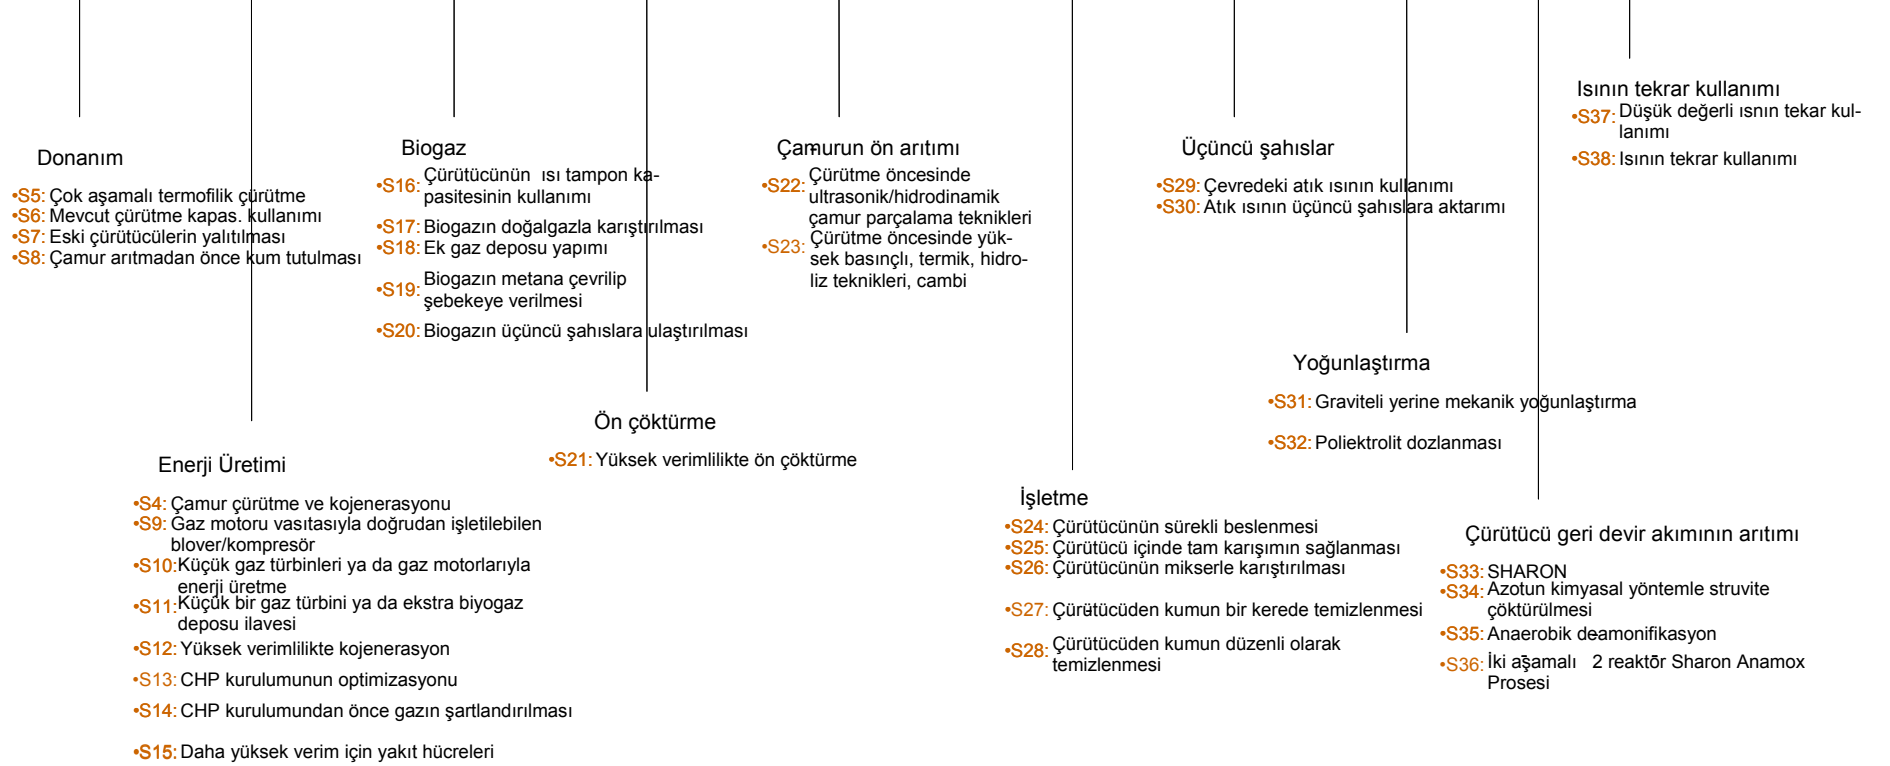 Donanım
•S5: Çok aşamalı termofilik çürütme
•S6: Mevcut çürütme kapas. kullanımı
•S7: Eski çürütücülerin yalıtılması
•S8: Çamur arıtmadan önce kum tutulması
Enerji Üretimi
•S4: Çamur çürütme ve kojenerasyonu
•S9: Gaz motoru vasıtasıyla doğrudan işletilebilen
blover/kompresör
•S10: Küçük gaz türbinleri ya da gaz motorlarıyla
enerji üretme
•S11: Küçük bir gaz türbini ya da ekstra biyogaz
deposu ilavesi
•S12: Yüksek verimlilikte kojenerasyon
•S13: CHP kurulumunun optimizasyonu
•S14: CHP kurulumundan önce gazın şartlandırılması
•S15: Daha yüksek verim için yakıt hücreleri
Biogaz
•S16: Çürütücünün ısı tampon ka-
pasitesinin kullanımı
•S17: Biogazın doğalgazla karıştırılması
•S18: Ek gaz deposu yapımı
•S19: Biogazın metana çevrilip
şebekeye verilmesi
•S20: Biogazın üçüncü şahıslara ulaştırılması
Ön çöktürme
•S21: Yüksek verimlilikte ön çöktürme
Çamurun ön arıtımı
•S22: Çürütme öncesinde
ultrasonik/hidrodinamik
çamur parçalama teknikleri
•S23: Çürütme öncesinde yük-
sek basınçlı, termik, hidro-
liz teknikleri, cambi
İşletme
•S24: Çürütücünün sürekli beslenmesi
•S25: Çürütücü içinde tam karışımın sağlanması
•S26: Çürütücünün mikserle karıştırılması
•S27: Çürütücüden kumun bir kerede temizlenmesi
•S28: Çürütücüden kumun düzenli olarak
temizlenmesi
Üçüncü şahıslar
•S29: Çevredeki atık ısının kullanımı
•S30: Atık ısının üçüncü şahıslara aktarımı
Yoğunlaştırma
•S31: Graviteli yerine mekanik yoğunlaştırma
•S32: Poliektrolit dozlanması
Çürütücü geri devir akımının arıtımı
•S33: SHARON
•S34: Azotun kimyasal yöntemle struvite
çöktürülmesi
•S35: Anaerobik deamonifikasyon
•S36: İki aşamalı 2 reaktör Sharon Anamox
Prosesi
Isının tekrar kullanımı
•S37: Düşük değerli ısnın tekar kul-
lanımı
•S38: Isının tekrar kullanımı